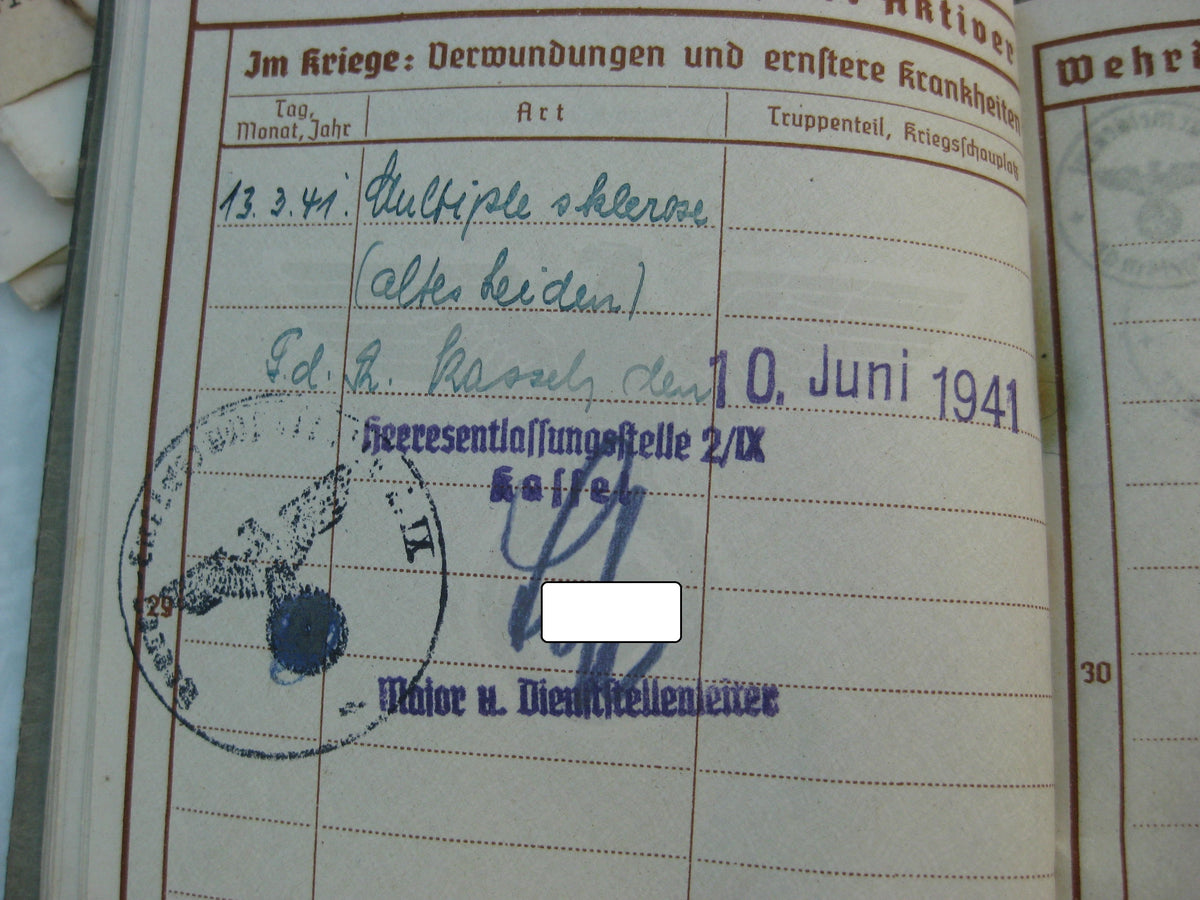 Aktiver
Im Kriege: Verwundungen und ernstere Krankheiten
Tag, Monat, Jahr
Art
Truppenteil, Kriegsschauplatz
13.3.41. Multiple sklerose
(altes Leiden)
F.d.R. Kassel, den 10. Juni 1941
Heeresentlassungsstelle 2/IX
Kassel
IX
29
Major u. Dienststellenleiter
Wehr
30